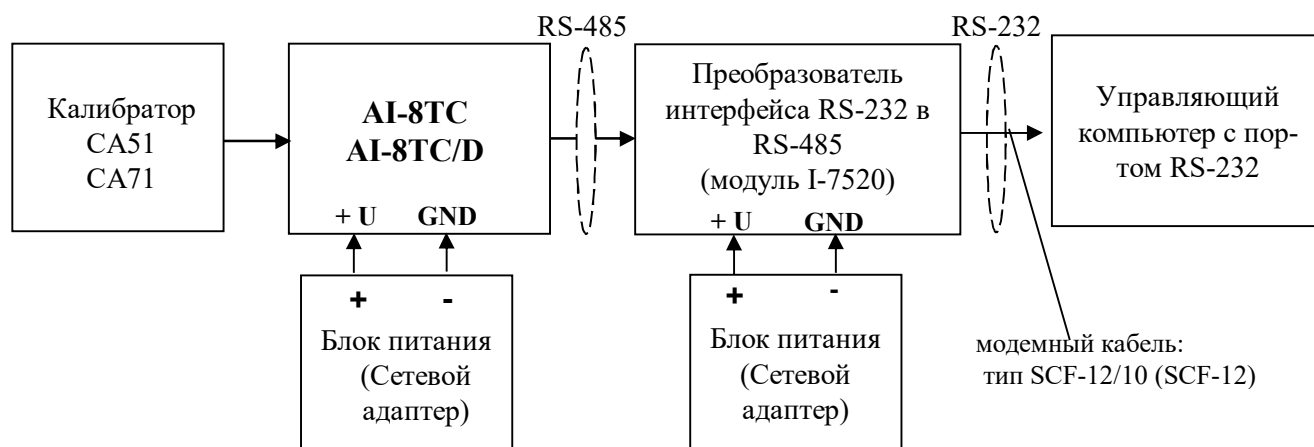 RS-485
RS-232
Калибратор
CA51
CA71
AI-8TC
AI-8TC/D
+ U GND
Преобразователь
интерфейса RS-232 в
RS-485
(модуль I-7520)
+ U GND
Управляющий
компьютер с пор-
том RS-232
+ -
Блок питания
(Сетевой
адаптер)
+ -
Блок питания
(Сетевой
адаптер)
модемный кабель:
тип SCF-12/10 (SCF-12)